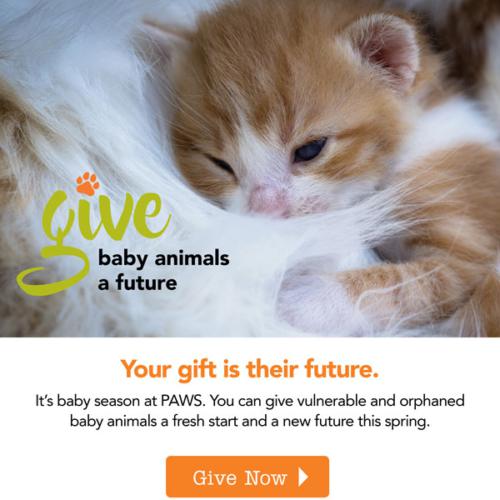 give
baby animals
a future
Your gift is their future.
It's baby season at PAWS. You can give vulnerable and orphaned
baby animals a fresh start and a new future this spring.
Give Now